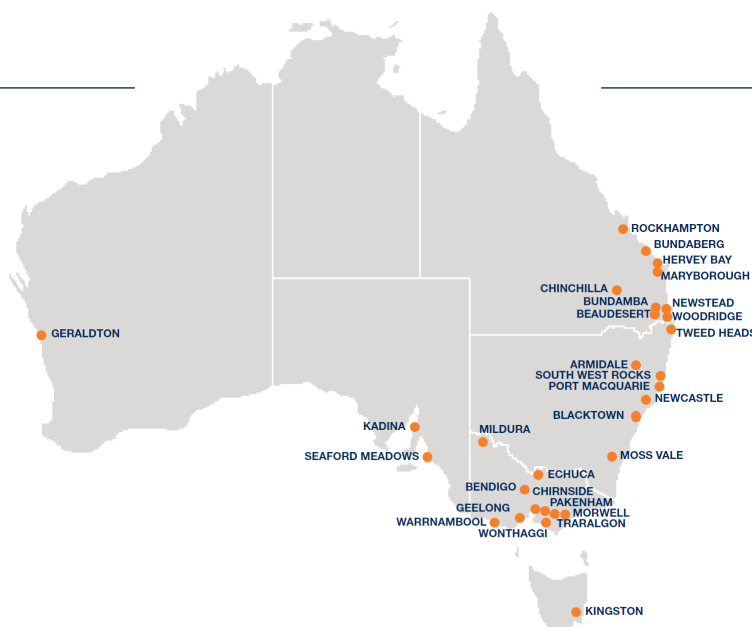 ROCKHAMPTON
BUNDABERG
HERVEY BAY
MARYBOROUGH
CHINCHILLA
BUNDAMBA
NEWSTEAD
BEAUDESERT
WOODRIDGE
TWEED HEADS
GERALDTON
ARMIDALE
SOUTH WEST ROCKS
PORT MACQUARIE
NEWCASTLE
BLACKTOWN
KADINA
MILDURA
SEAFORD MEADOWS
MOSS VALE
ECHUCA
BENDIGO
CHIRNSIDE
PAKENHAM
GEELONG
MORWELL
WARRNAMBOOL
TRARALGON
WONTHAGGI
KINGSTON